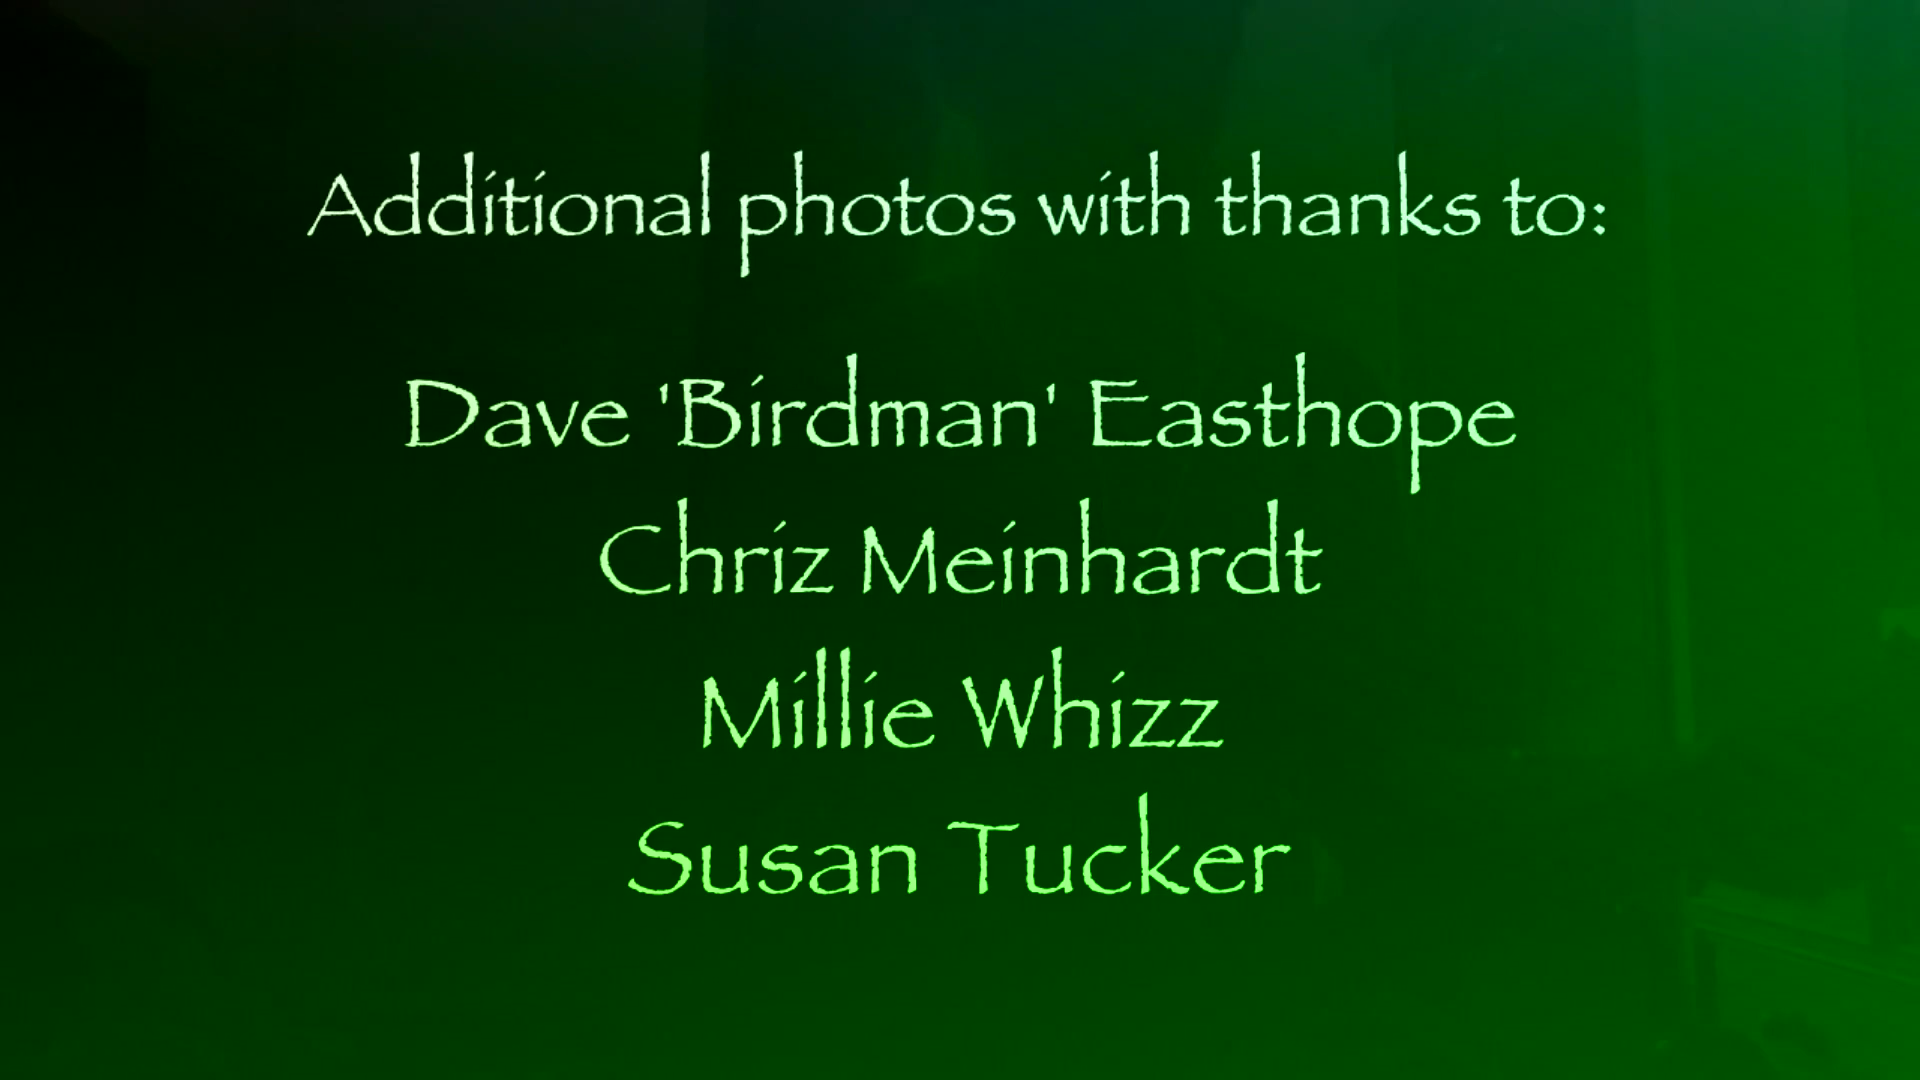 Additional photos with thanks to:
Dave 'Birdman' Easthope
Chriz Meinhardt
Millie Whizz
Susan Tucker